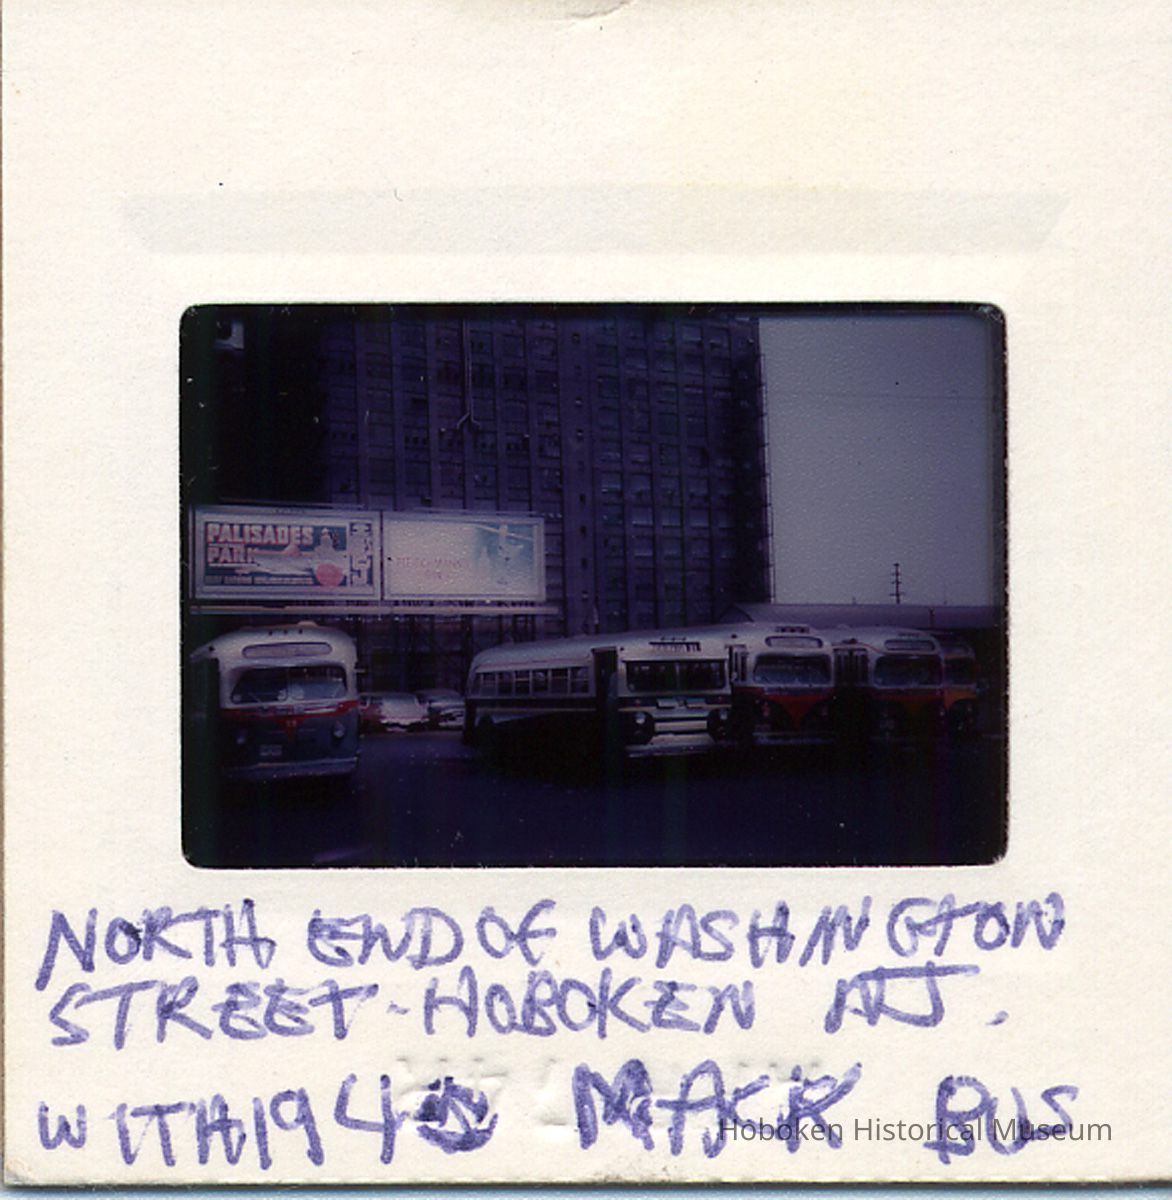 PALISADES
PARK
NORTH END OF WASHINGTON
STREET-HOBOKEN NJ.
WITH 194 MACK BUS
Hoboken Historical Museum